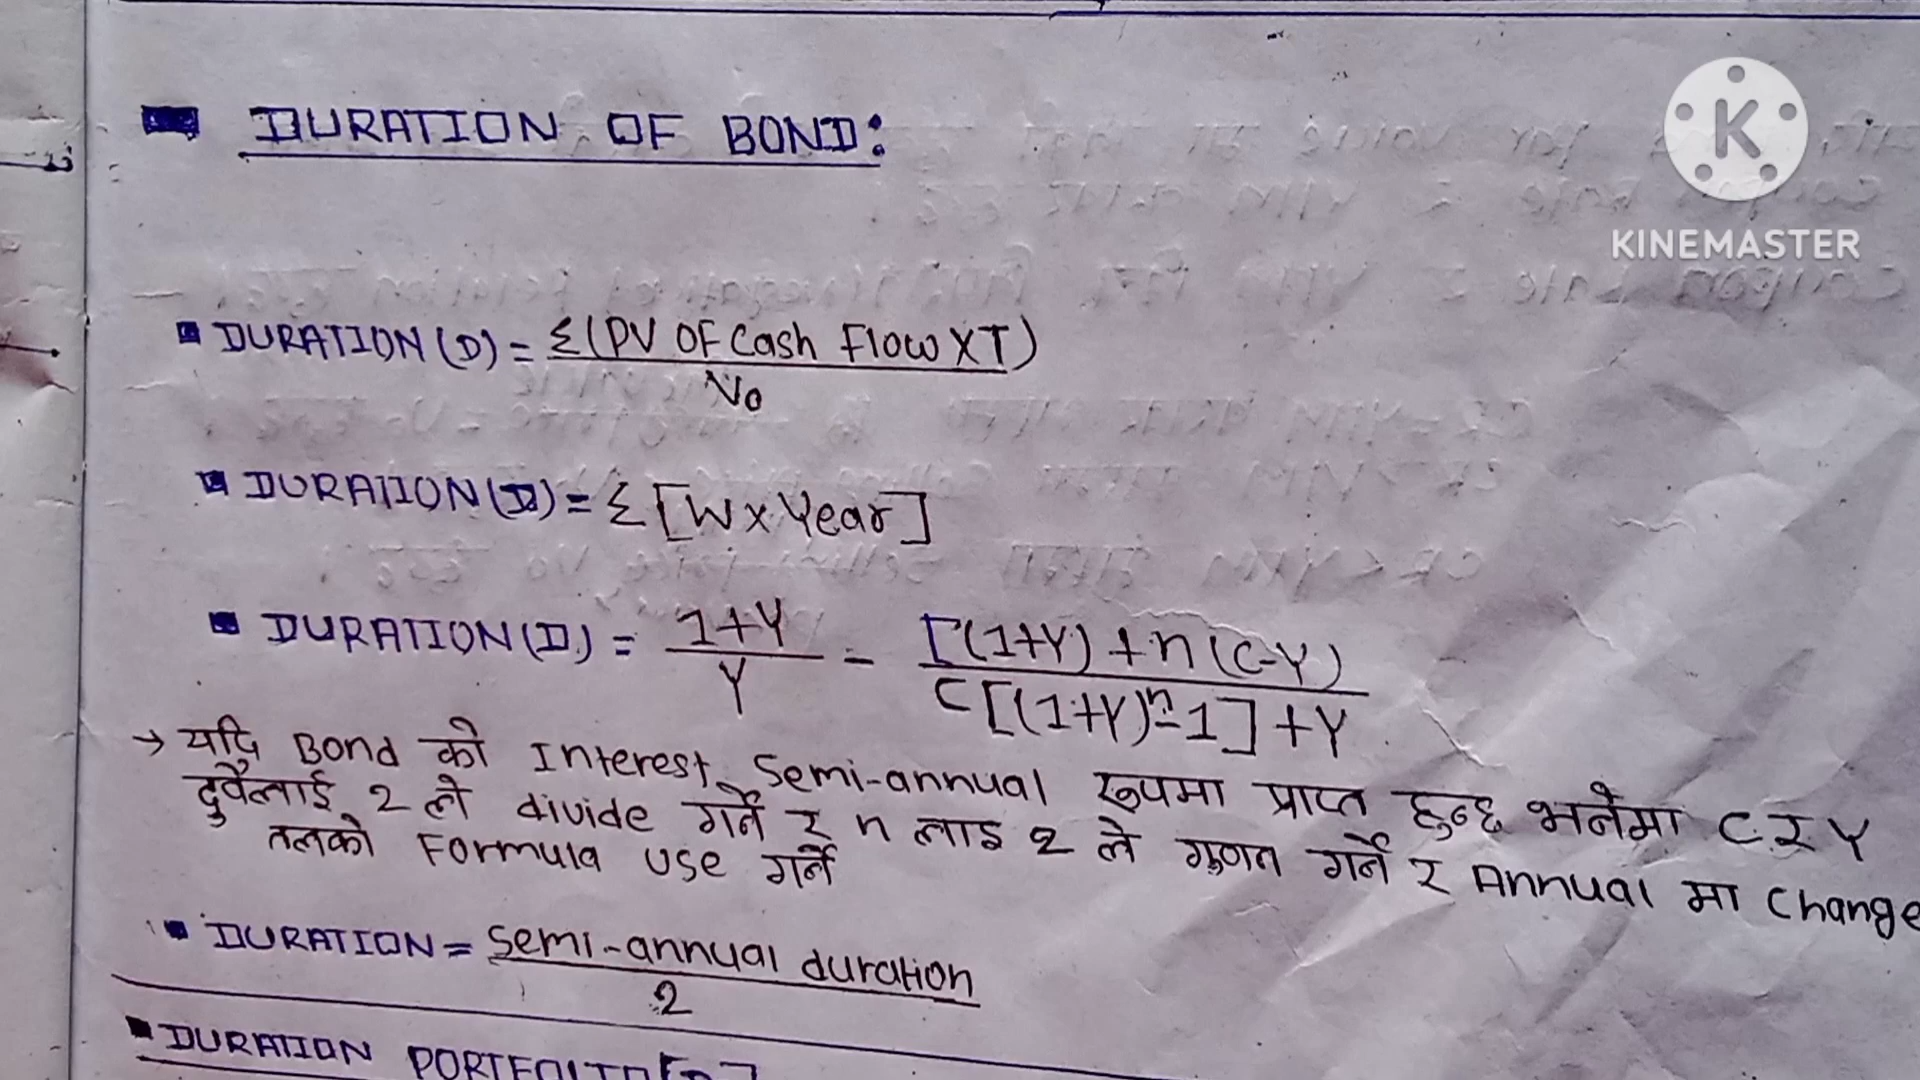 DURATION OF BOND:
KINEMASTER
DURATION (D) = Σ(PV OF Cash Flow X T) / V0
DURATION (D) = Σ [W x Year]
DURATION (D) = 1+Y / Y - [(1+Y) + n (C-Y) / C [(1+Y)^n - 1] + Y
→ यदि Bond को Interest Semi-annual रूपमा प्राप्त हुन्छ भनेमा C र Y
दुवैलाई 2 ले divide गर्ने र n लाइ 2 ले गुणन गर्ने र Annual मा Change
तलको Formula use गर्ने
DURATION = Semi-annual duration / 2
DURATION PORTFOLIO